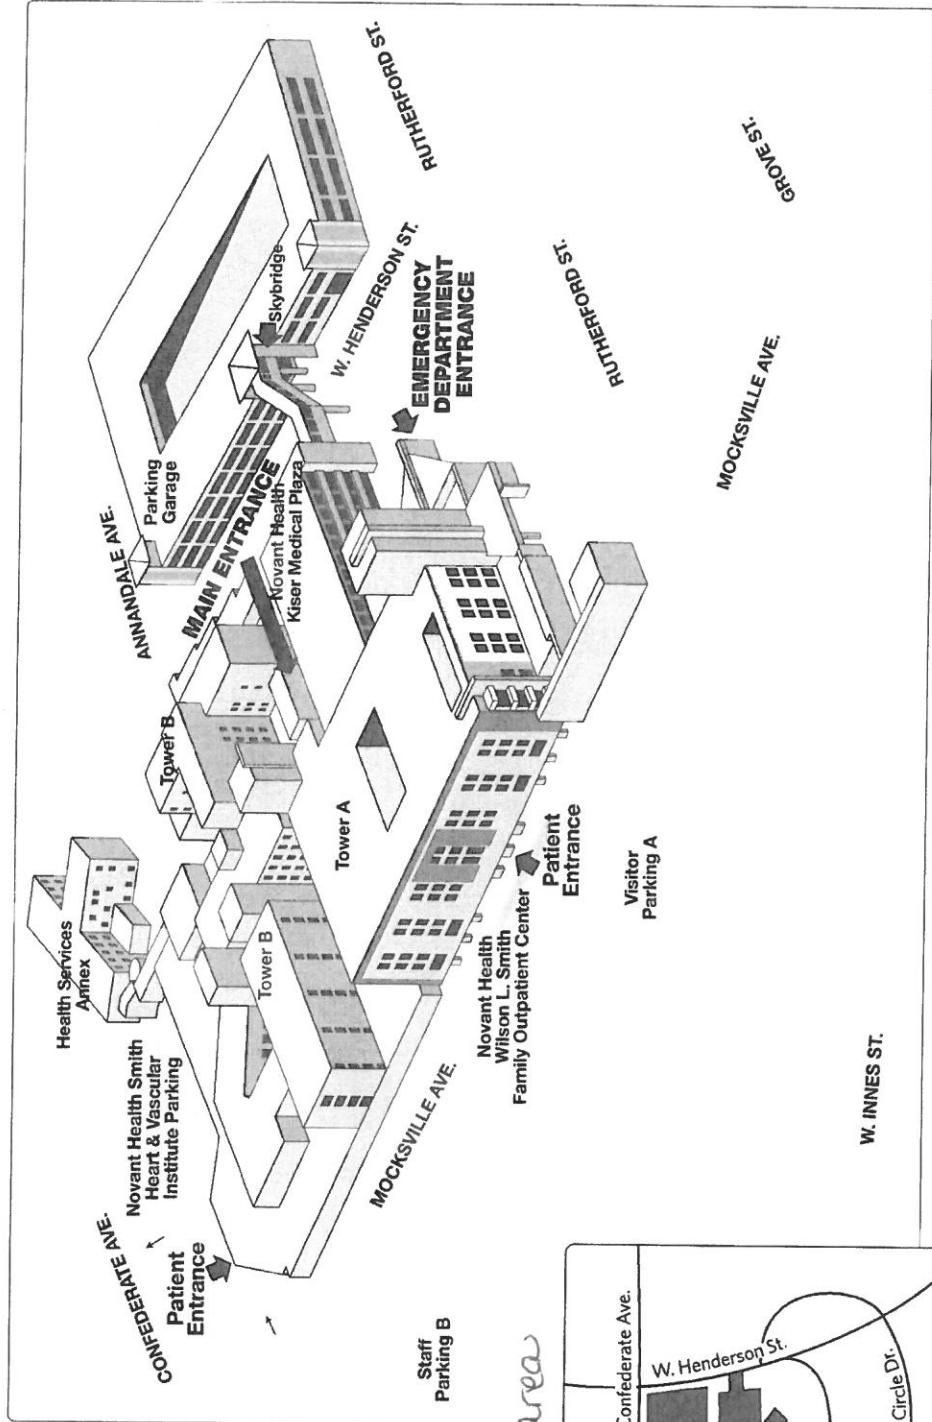 RUTHERFORD ST.
GROVE ST.
Skybridge
W. HENDERSON ST.
EMERGENCY
DEPARTMENT
ENTRANCE
RUTHERFORD ST.
MOCKSVILLE AVE.
Parking
Garage
ANNANDALE AVE.
MAIN ENTRANCE
Novant Health
Kiser Medical Plaza
Tower B
Tower A
Patient
Entrance
Visitor
Parking A
Health Services
Annex
Tower B
Novant Health
Wilson L. Smith
Family Outpatient Center
Novant Health Smith
Heart & Vascular
Institute Parking
MOCKSVILLE AVE.
W. INNES ST.
CONFEDERATE AVE.
Patient
Entrance
Staff
Parking B
area
Confederate Ave.
W. Henderson St.
Circle Dr.